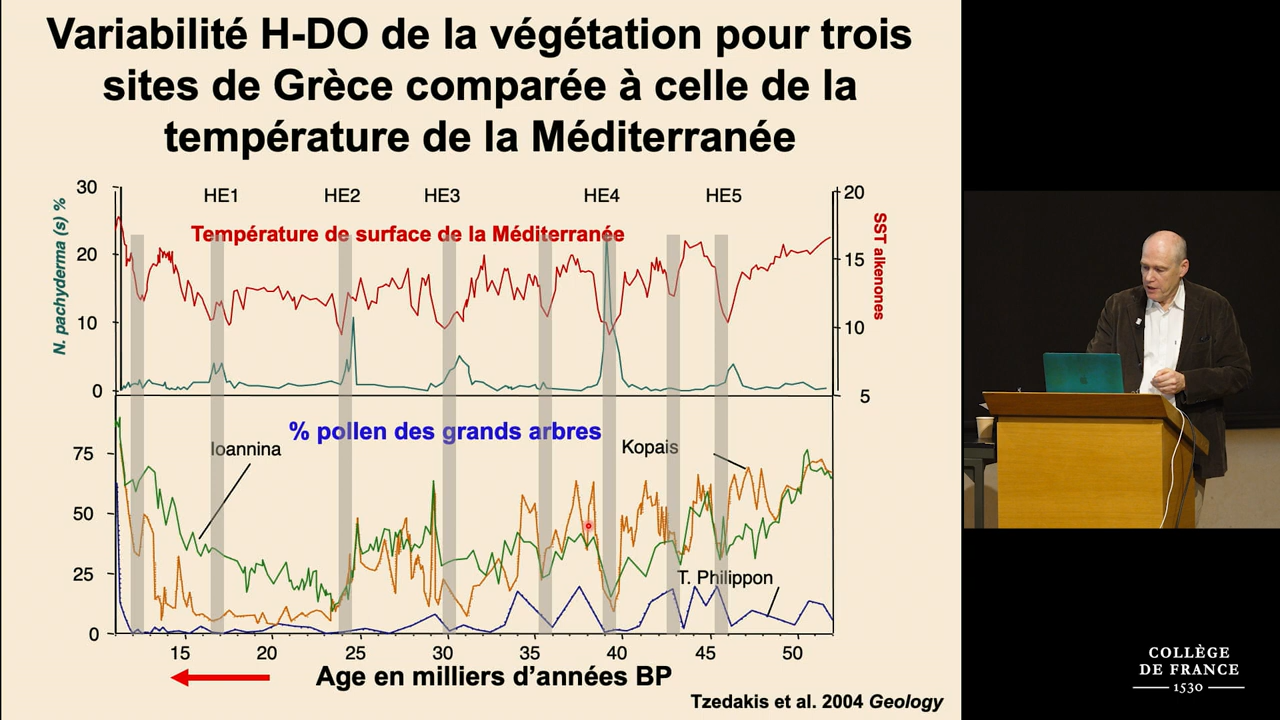 Variabilité H-DO de la végétation pour trois
sites de Grèce comparée à celle de la
température de la Méditerranée
30
HE1
HE2
HE3
HE4
HE5
20
Température de surface de la Méditerranée
20
15
10
10
0
5
N. pachyderma (s) %
SST alkenones
% pollen des grands arbres
Ioannina
Kopais
75
50
25
T. Philippon
0
15
20
25
30
35
40
45
50
Age en milliers d'années BP
Tzedakis et al. 2004 Geology
COLLÈGE
DE FRANCE
1530